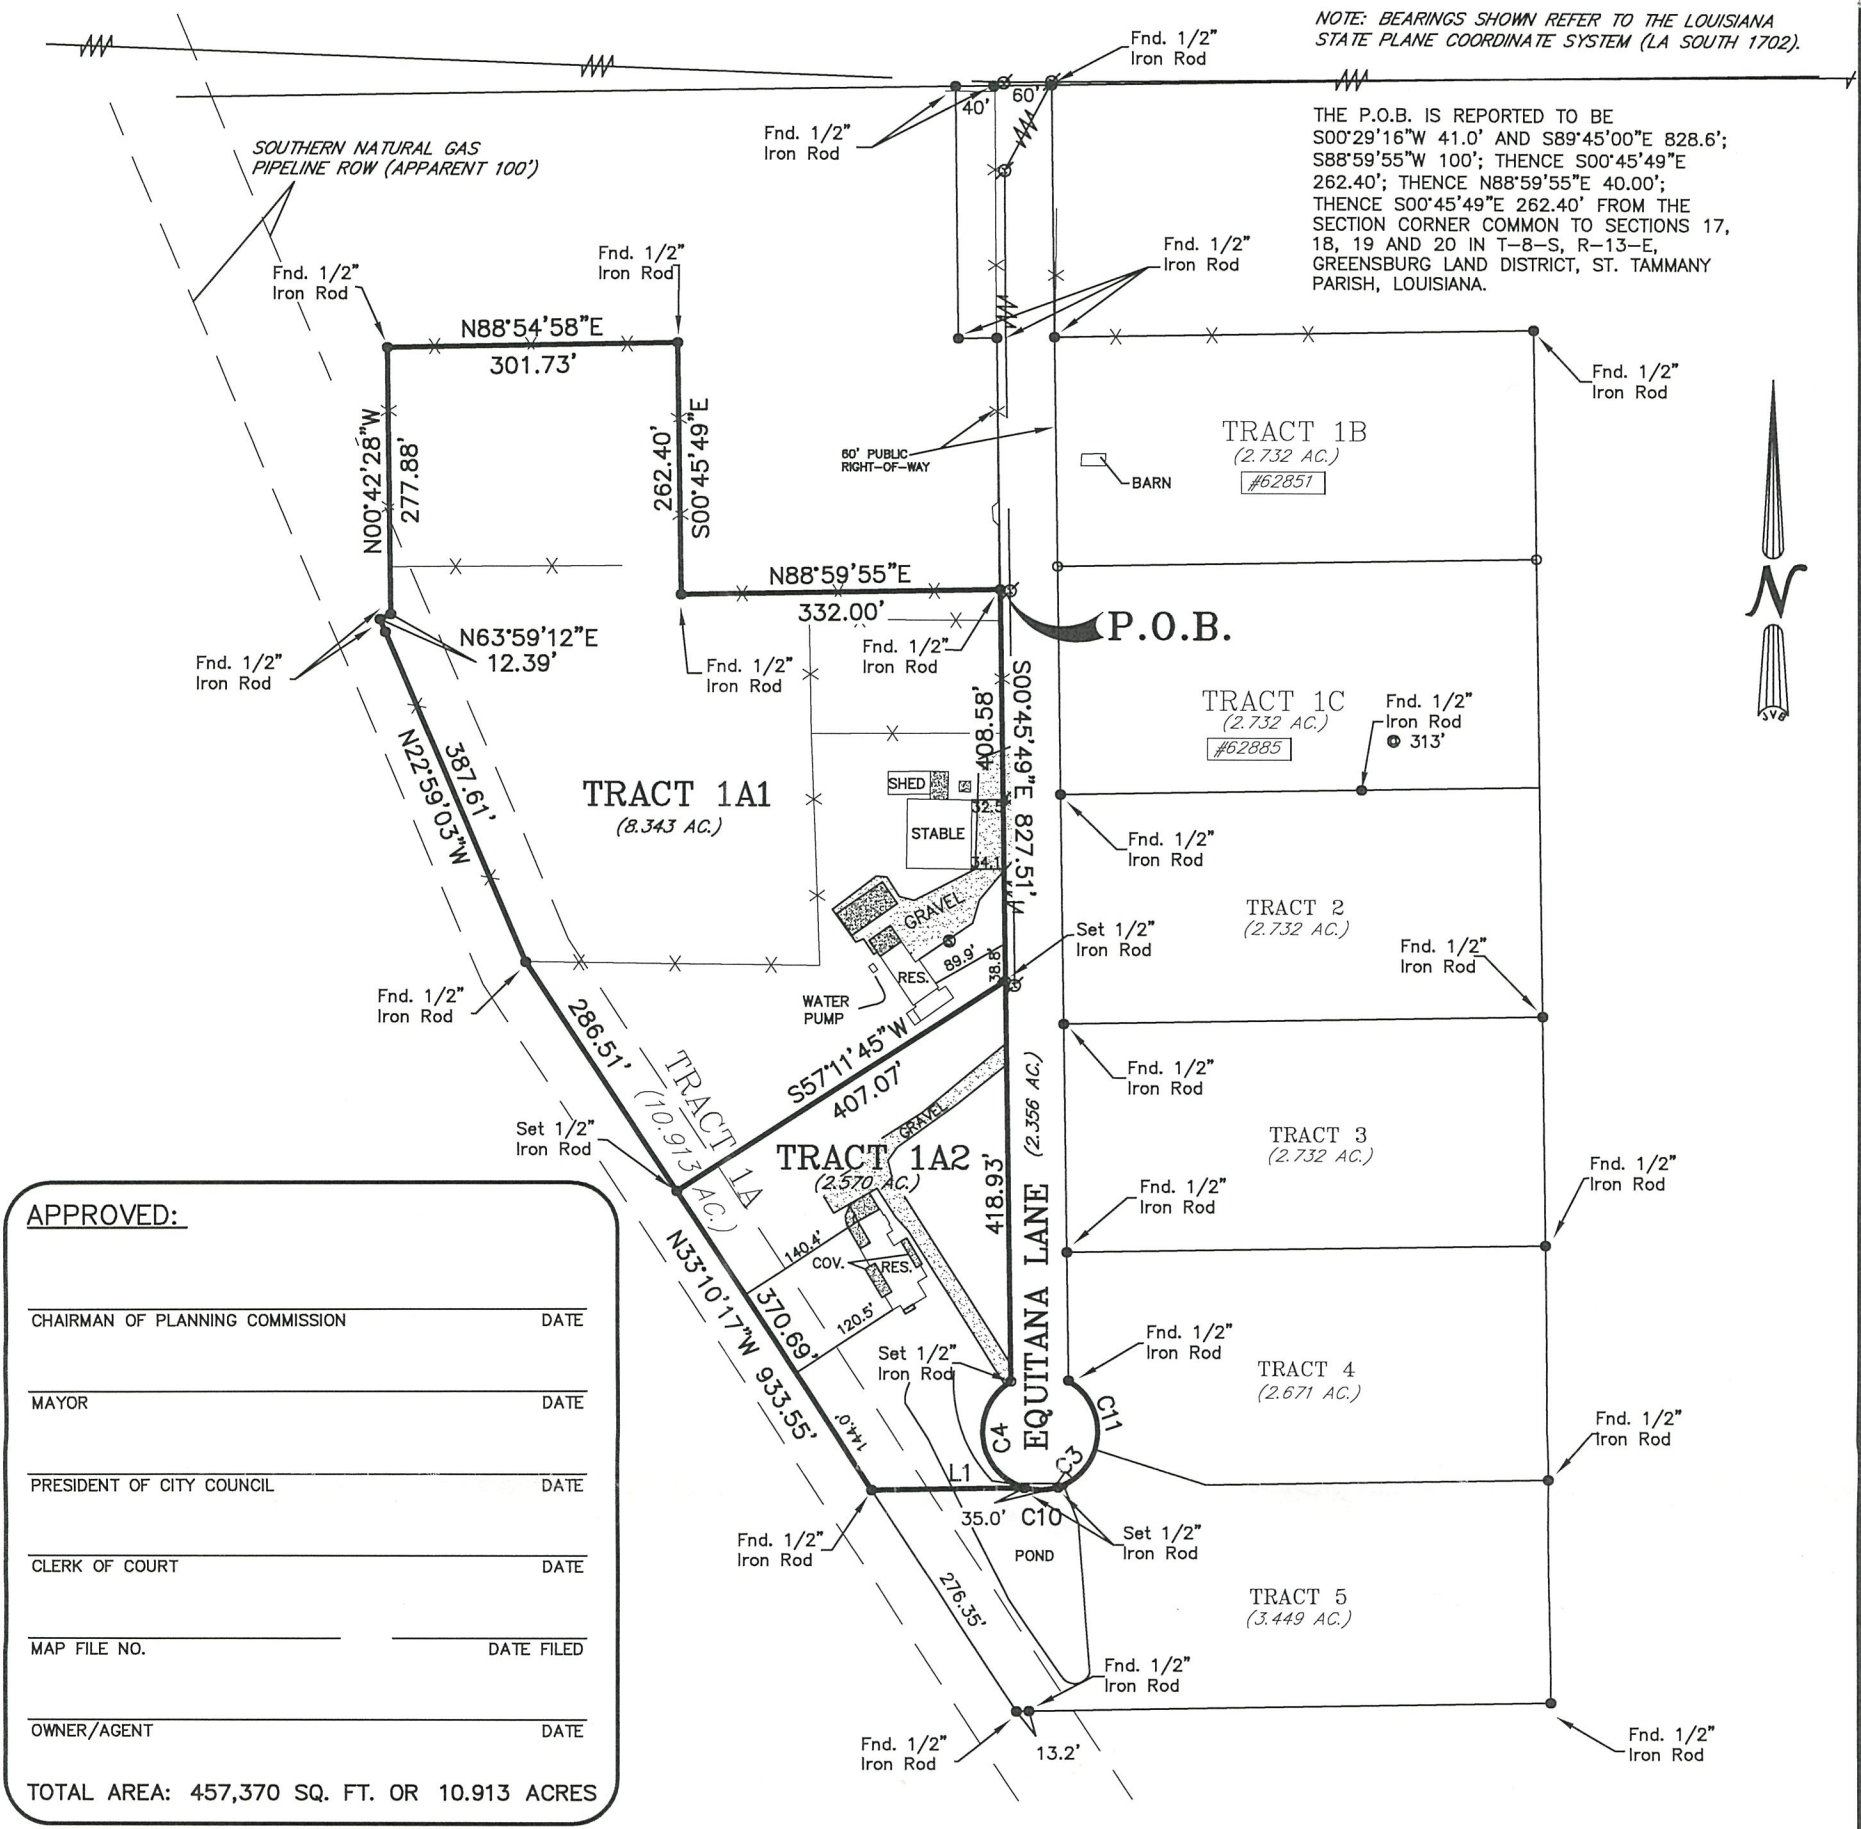 NOTE: BEARINGS SHOWN REFER TO THE LOUISIANA
STATE PLANE COORDINATE SYSTEM (LA SOUTH 1702).
THE P.O.B. IS REPORTED TO BE
S00°29'16"W 41.0' AND S89°45'00"E 828.6';
S88°59'55"W 100'; THENCE S00°45'49"E
262.40'; THENCE N88°59'55"E 40.00';
THENCE S00°45'49"E 262.40' FROM THE
SECTION CORNER COMMON TO SECTIONS 17,
18, 19 AND 20 IN T-8-S, R-13-E,
GREENSBURG LAND DISTRICT, ST. TAMMANY
PARISH, LOUISIANA.
Fnd. 1/2"
Iron Rod
40'
60'
Fnd. 1/2"
Iron Rod
SOUTHERN NATURAL GAS
PIPELINE ROW (APPARENT 100')
Fnd. 1/2"
Iron Rod
Fnd. 1/2"
Iron Rod
Fnd. 1/2"
Iron Rod
N88°54'58"E
301.73'
Fnd. 1/2"
Iron Rod
N00°42'28"W
277.88'
262.40'
S00°45'49"E
60' PUBLIC
RIGHT-OF-WAY
TRACT 1B
(2.732 AC.)
#62851
BARN
N
JVB
N88°59'55"E
332.00'
P.O.B.
N63°59'12"E
12.39'
Fnd. 1/2"
Iron Rod
Fnd. 1/2"
Iron Rod
Fnd. 1/2"
Iron Rod
S00°45'49"E 827.51'
408.58'
TRACT 1C
(2.732 AC.)
#62885
Fnd. 1/2"
Iron Rod
@ 313'
N22°59'03"W
387.61'
TRACT 1A1
(8.343 AC.)
SHED
S
32.5'
STABLE
34.1'
Fnd. 1/2"
Iron Rod
GRAVEL
S
TRACT 2
(2.732 AC.)
Set 1/2"
Iron Rod
Fnd. 1/2"
Iron Rod
89.9'
38.8'
RES.
WATER
PUMP
Fnd. 1/2"
Iron Rod
286.51'
TRACT 1A
(10.913 AC.)
S57°11'45"W
407.07'
Fnd. 1/2"
Iron Rod
(2.356 AC.)
EQUITANA LANE
GRAVEL
Set 1/2"
Iron Rod
TRACT 1A2
(2.570 AC.)
418.93'
TRACT 3
(2.732 AC.)
Fnd. 1/2"
Iron Rod
Fnd. 1/2"
Iron Rod
140.4'
COV.
RES.
120.5'
N33°10'17"W 933.55'
370.69'
144.0'
Set 1/2"
Iron Rod
Fnd. 1/2"
Iron Rod
TRACT 4
(2.671 AC.)
C11
C4
C3
L1
35.0'
C10
Fnd. 1/2"
Iron Rod
Fnd. 1/2"
Iron Rod
Set 1/2"
Iron Rod
POND
276.35'
TRACT 5
(3.449 AC.)
Fnd. 1/2"
Iron Rod
Fnd. 1/2"
Iron Rod
13.2'
Fnd. 1/2"
Iron Rod
APPROVED:
CHAIRMAN OF PLANNING COMMISSION DATE
MAYOR DATE
PRESIDENT OF CITY COUNCIL DATE
CLERK OF COURT DATE
MAP FILE NO. DATE FILED
OWNER/AGENT DATE
TOTAL AREA: 457,370 SQ. FT. OR 10.913 ACRES